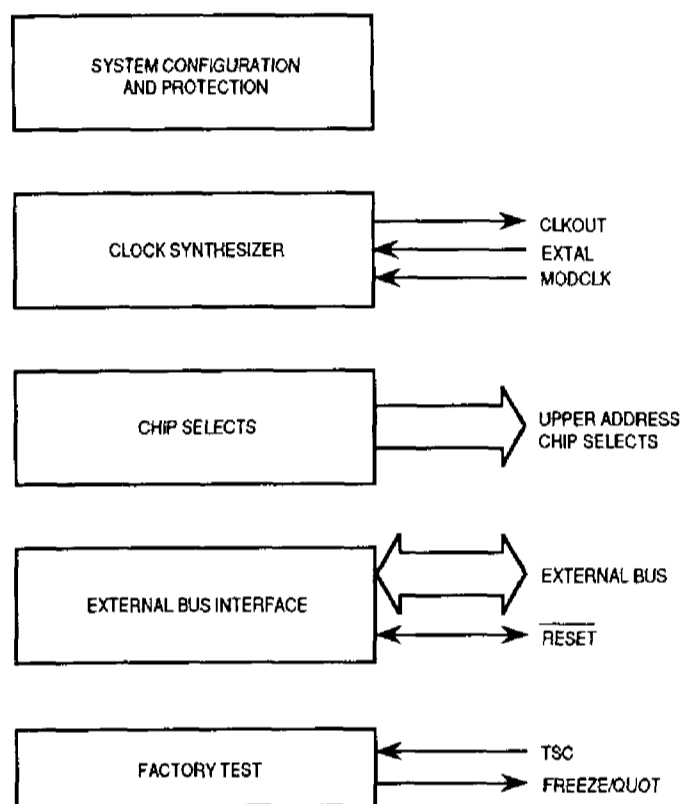 SYSTEM CONFIGURATION
AND PROTECTION
CLOCK SYNTHESIZER
CLKOUT
EXTAL
MODCLK
CHIP SELECTS
UPPER ADDRESS
CHIP SELECTS
EXTERNAL BUS INTERFACE
EXTERNAL BUS
RESET
FACTORY TEST
TSC
FREEZE/QUOT